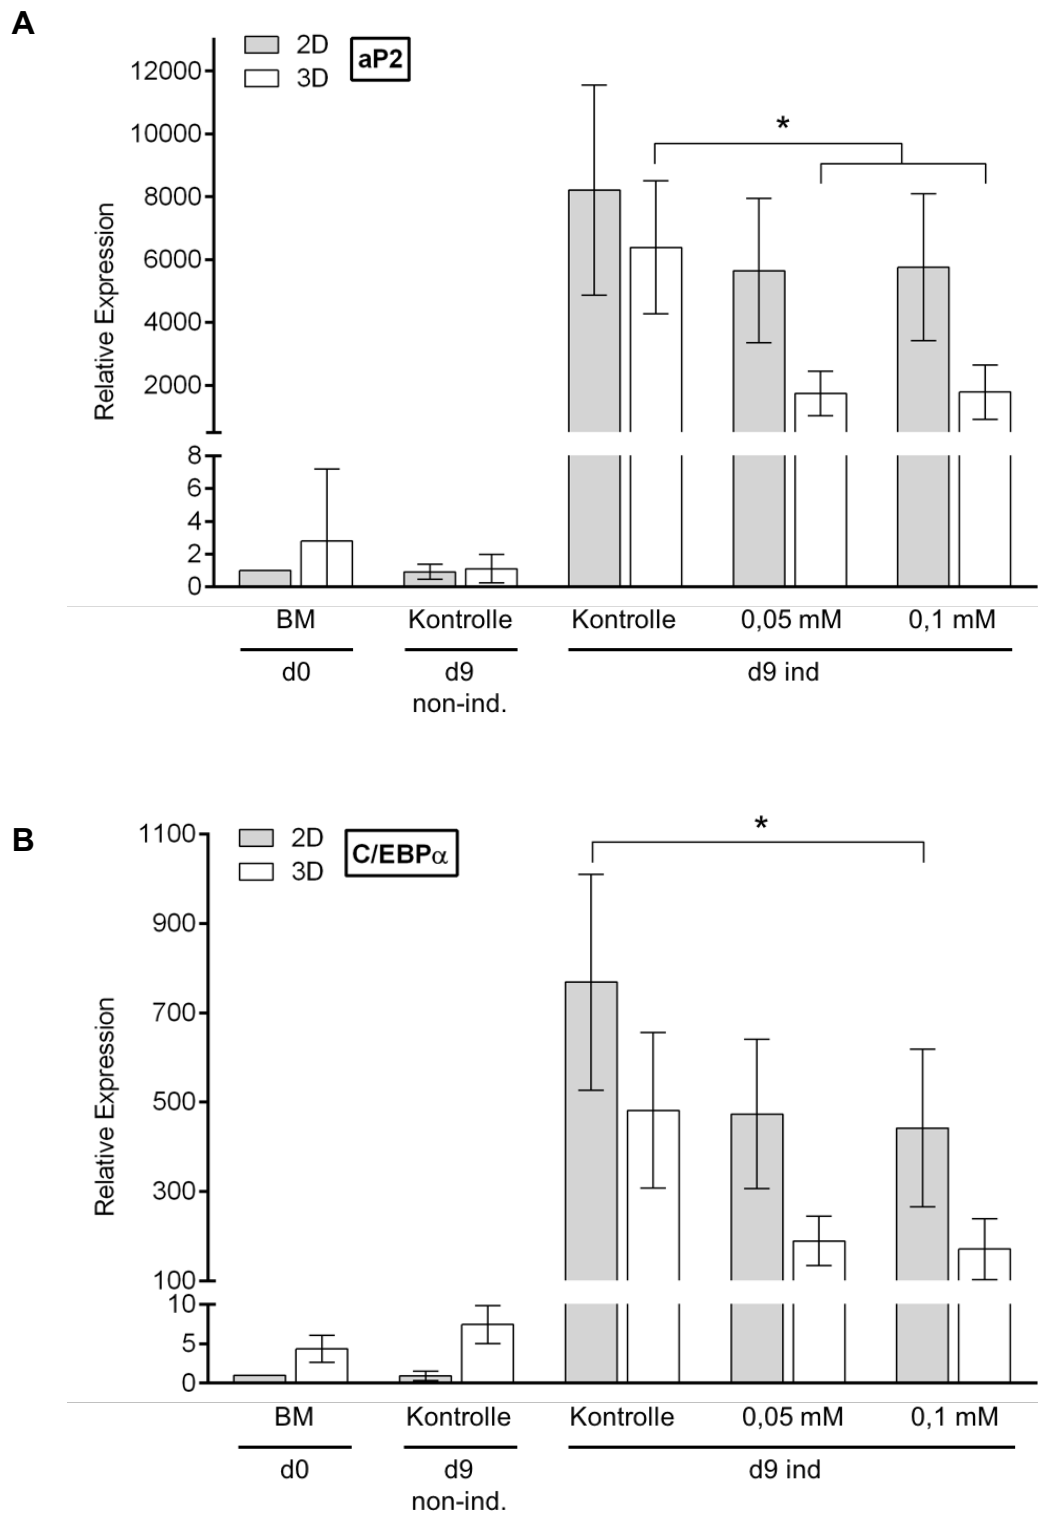 A
2D
3D
aP2
*
12000
10000
8000
6000
4000
2000
8
6
4
2
0
Relative Expression
BM
Kontrolle
Kontrolle
0,05 mM
0,1 mM
d0
d9
non-ind.
d9 ind
B
2D
3D
C/EBPα
*
1100
900
700
500
300
100
10
5
0
Relative Expression
BM
Kontrolle
Kontrolle
0,05 mM
0,1 mM
d0
d9
non-ind.
d9 ind